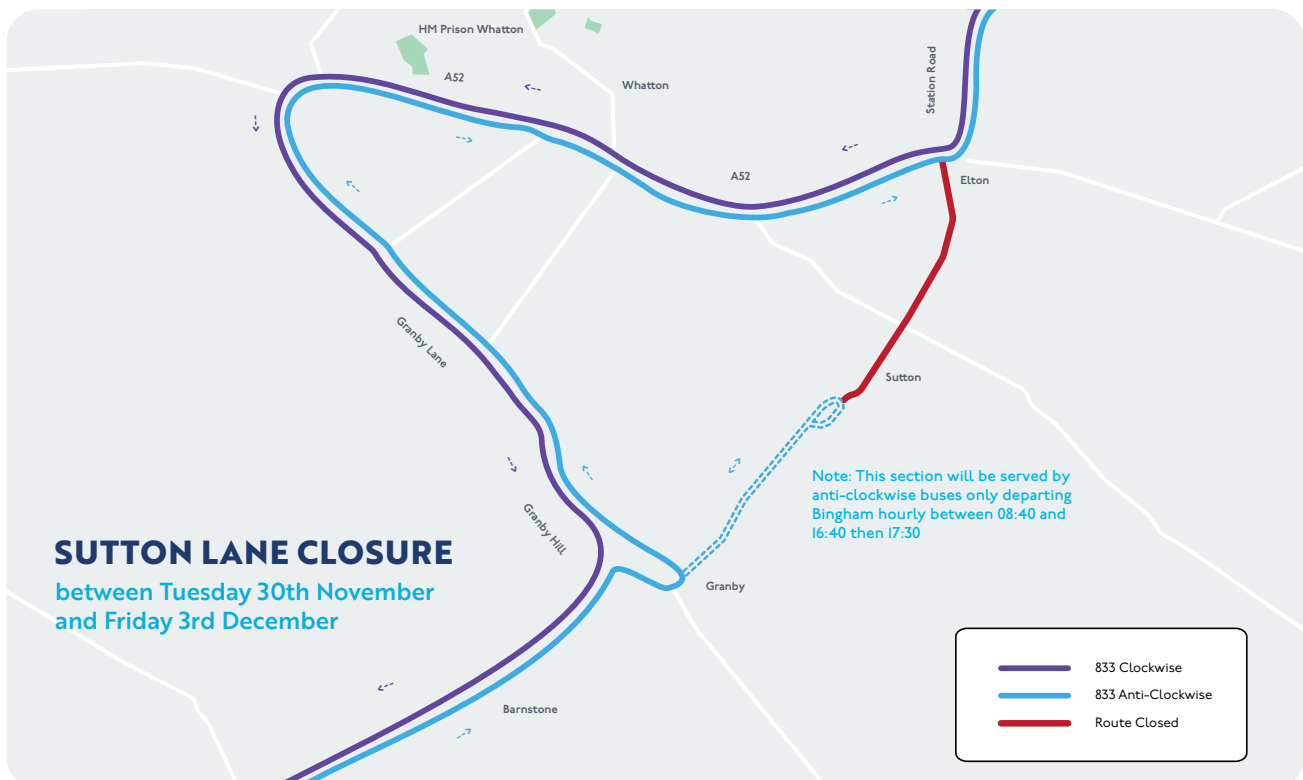 HM Prison Whatton
A52
Whatton
Station Road
A52
Elton
Granby Lane
Sutton
Note: This section will be served by
anti-clockwise buses only departing
Bingham hourly between 08:40 and
16:40 then 17:30
Granby Hill
SUTTON LANE CLOSURE
between Tuesday 30th November
and Friday 3rd December
Granby
Barnstone
833 Clockwise
833 Anti-Clockwise
Route Closed